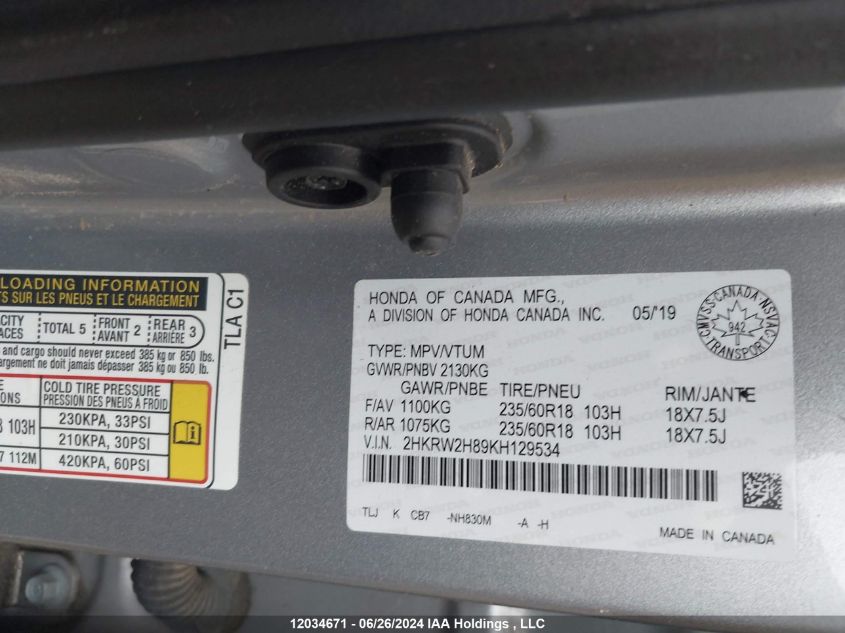 LOADING INFORMATION
TS SUR LES PNEUS ET LE CHARGEMENT
CITY TOTAL 5 FRONT 2 REAR 3
ACES AVANT ARRIÈRE
and cargo should never exceed 385 kg or 850 lbs.
argement ne doit jamais dépasser 385 kg ou 850 lb.
COLD TIRE PRESSURE
IONS PRESSION DES PNEUS À FROID
103H 230KPA, 33PSI
210KPA, 30PSI
7 112M 420KPA, 60PSI
TLA C1
HONDA OF CANADA MFG.,
A DIVISION OF HONDA CANADA INC. 05/'19
TYPE: MPV/VTUM
GVWR/PNBV 2130KG
GAWR/PNBE TIRE/PNEU RIM/JANTE
F/AV 1100KG 235/60R18 103H 18X7.5J
R/AR 1075KG 235/60R18 103H 18X7.5J
V.I.N. 2HKRW2H89KH129534
TLJ K CB7 -NH830M -A -H
MADE IN CANADA
CMVSS-CANADA-NSVAC
942
TRANSPORT
12034671 - 06/26/2024 IAA Holdings, LLC